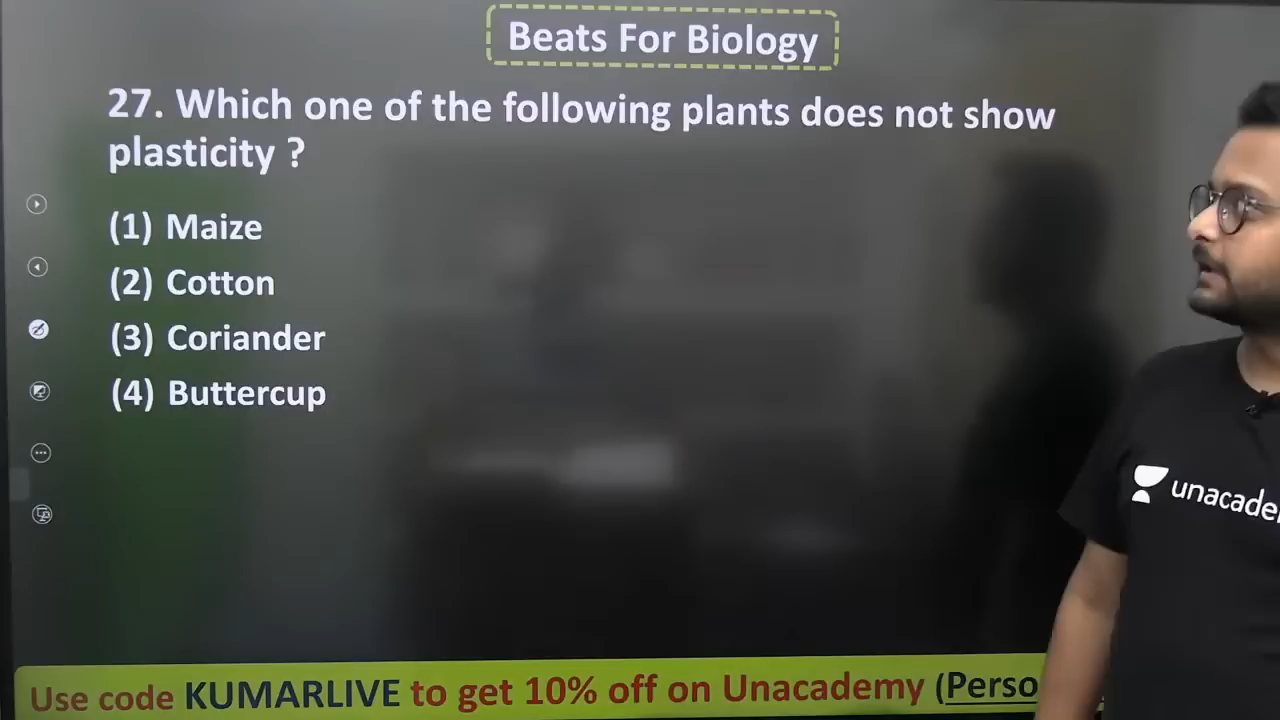 Beats For Biology
27. Which one of the following plants does not show
plasticity ?
(1) Maize
(2) Cotton
(3) Coriander
(4) Buttercup
unacade
Use code KUMARLIVE to get 10% off on Unacademy (Perso